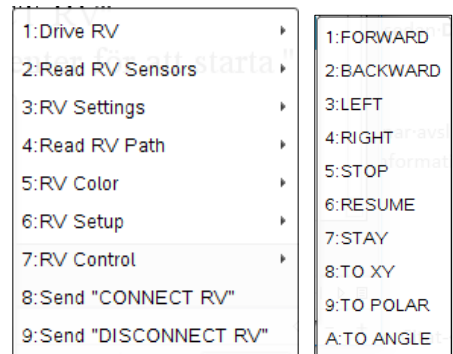 1:Drive RV
2:Read RV Sensors
3:RV Settings
4:Read RV Path
5:RV Color
6:RV Setup
7:RV Control
8:Send "CONNECT RV"
9:Send "DISCONNECT RV"
1:FORWARD
2:BACKWARD
3:LEFT
4:RIGHT
5:STOP
6:RESUME
7:STAY
8:TO XY
9:TO POLAR
A:TO ANGLE